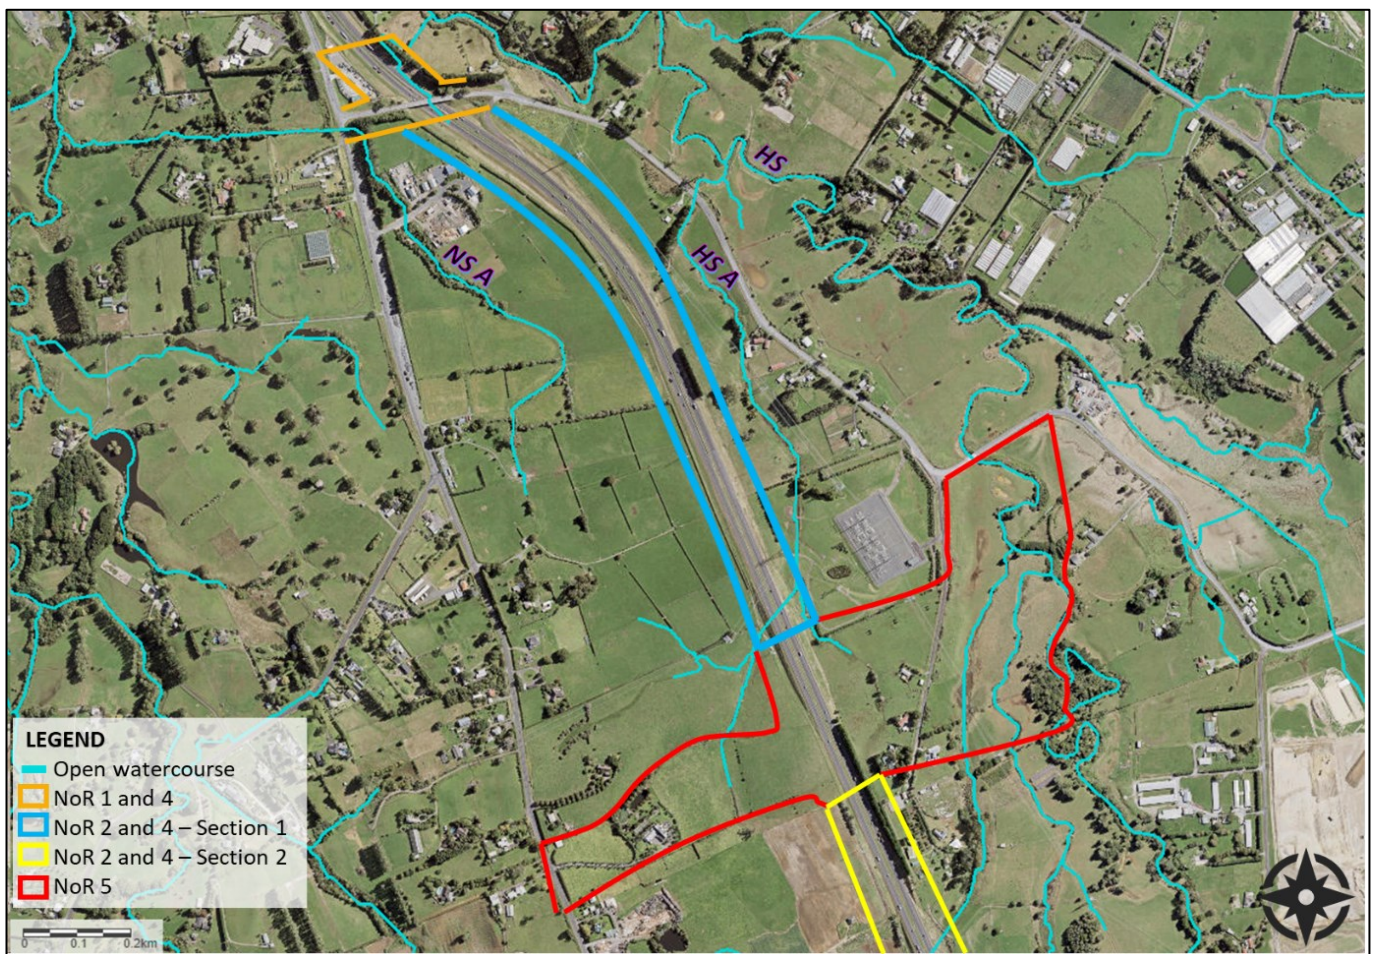 HS
HS A
NS A
LEGEND
Open watercourse
NoR 1 and 4
NoR 2 and 4 – Section 1
NoR 2 and 4 – Section 2
NoR 5
0 0.1 0.2km